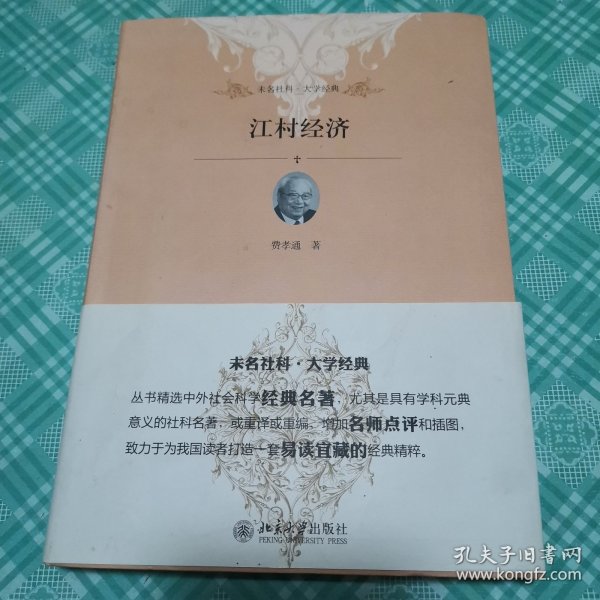 未名社科·大学经典
江村经济
费孝通 著
未名社科·大学经典
丛书精选中外社会科学经典名著，尤其是具有学科元典
意义的社科名著，或重译或重编，增加名师点评和插图，
致力于为我国读者打造一套易读宜藏的经典精粹。
北京大学出版社
PEKING UNIVERSITY PRESS
孔夫子旧书网
www.kongfz.com